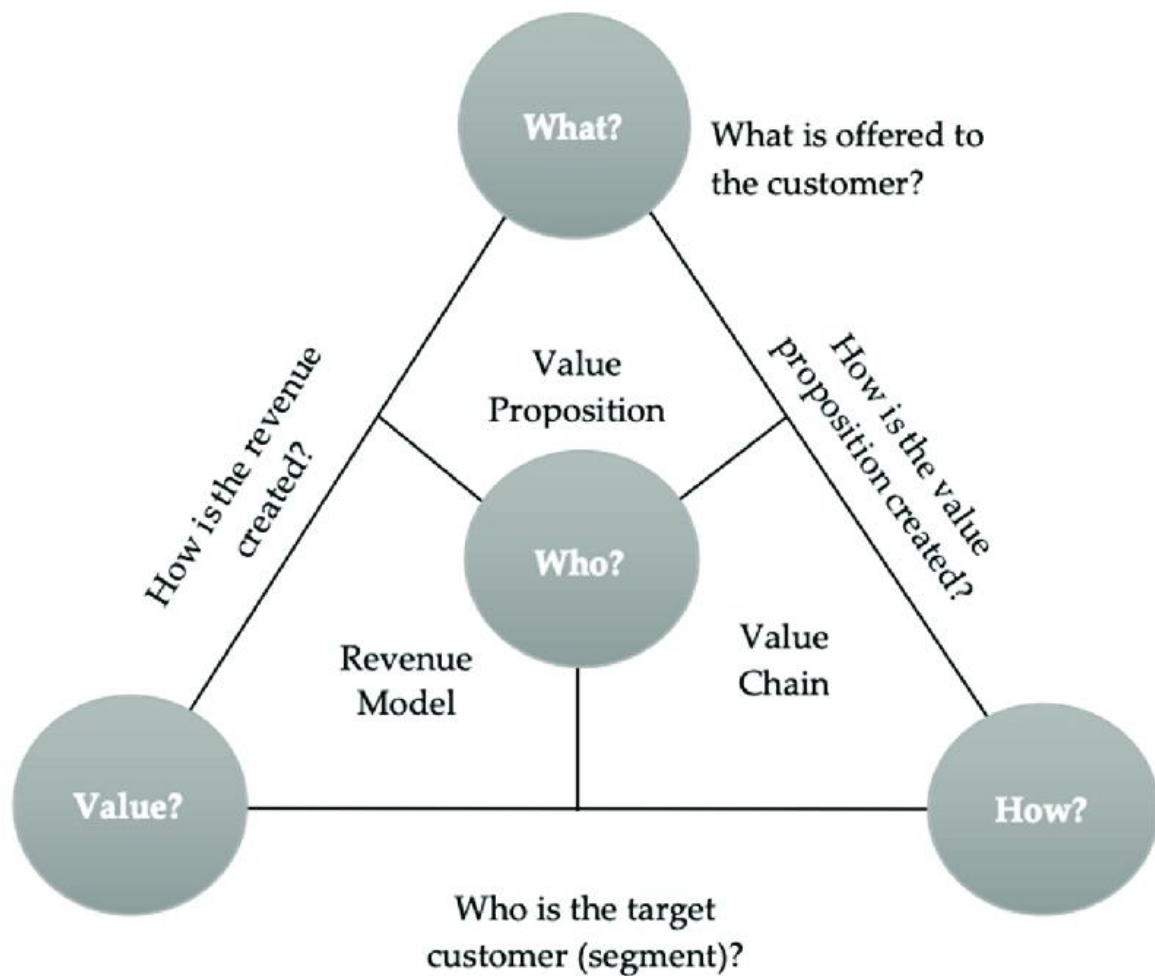 What?
What is offered to
the customer?
How is the revenue
created?
Value
Proposition
How is the value
proposition created?
Who?
Revenue
Model
Value
Chain
Value?
How?
Who is the target
customer (segment)?